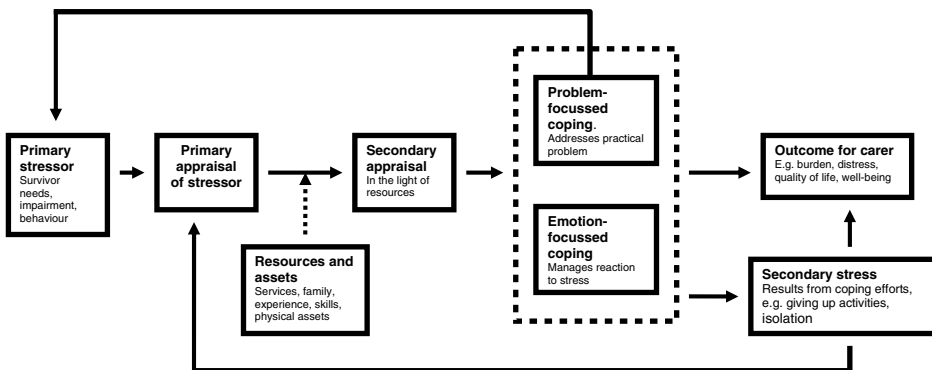 Primary
stressor
Survivor
needs,
impairment,
behaviour
Primary
appraisal
of stressor
Secondary
appraisal
In the light of
resources
Resources and
assets
Services, family,
experience, skills,
physical assets
Problem-
focussed
coping.
Addresses practical
problem
Emotion-
focussed
coping
Manages reaction
to stress
Outcome for carer
E.g. burden, distress,
quality of life, well-being
Secondary stress
Results from coping efforts,
e.g. giving up activities,
isolation